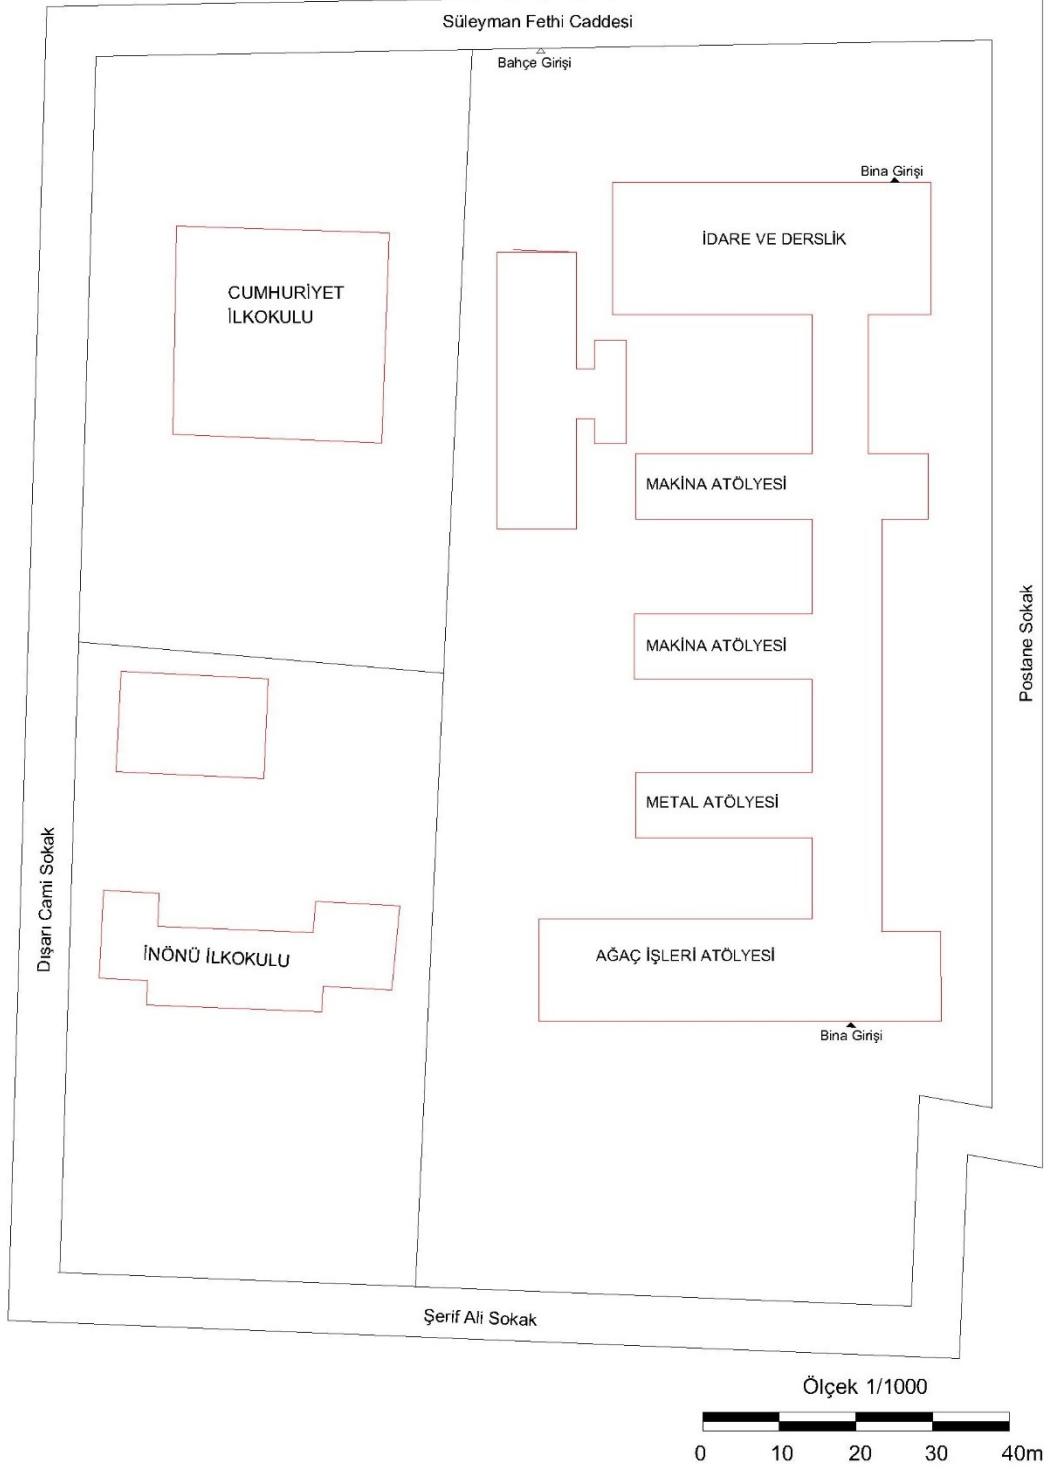 Süleyman Fethi Caddesi
Bahçe Girişi
Bina Girişi
İDARE VE DERSLİK
CUMHURİYET
İLKOKULU
MAKİNA ATÖLYESİ
MAKİNA ATÖLYESİ
Postane Sokak
METAL ATÖLYESİ
Dışarı Cami Sokak
İNÖNÜ İLKOKULU
AĞAÇ İŞLERİ ATÖLYESİ
Bina Girişi
Şerif Ali Sokak
Ölçek 1/1000
0 10 20 30 40m